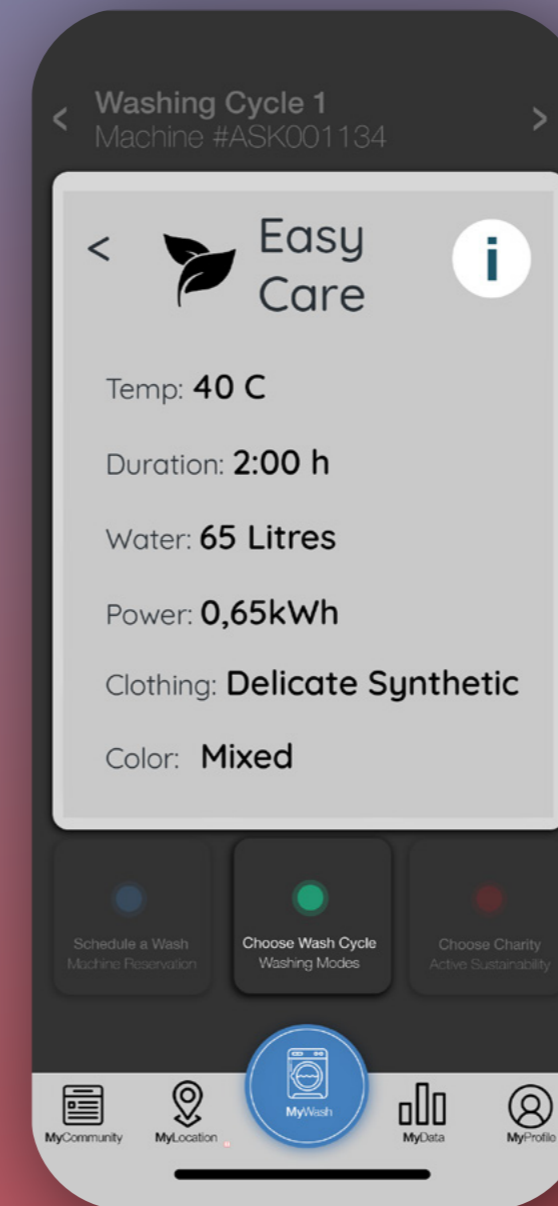 Washing Cycle 1
Machine #ASK001134
Easy
Care
i
Temp: 40 C
Duration: 2:00 h
Water: 65 Litres
Power: 0,65kWh
Clothing: Delicate Synthetic
Color: Mixed
Schedule a Wash
Machine Reservation
Choose Wash Cycle
Washing Modes
Choose Charity
Active Sustainability
MyCommunity
MyLocation
MyWash
MyData
MyProfile